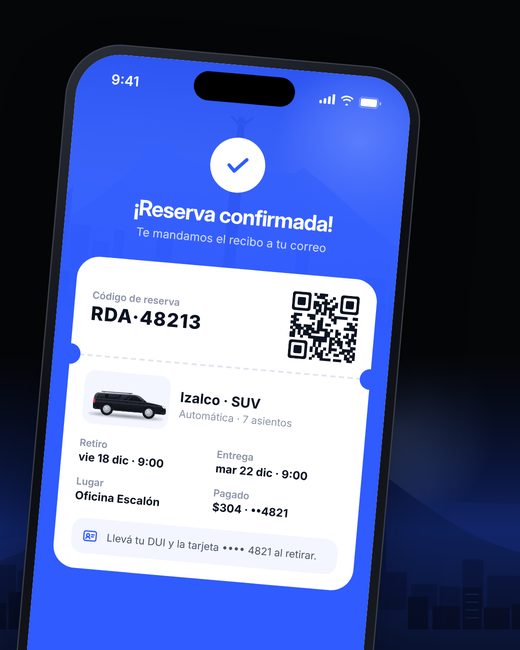 9:41
¡Reserva confirmada!
Te mandamos el recibo a tu correo
Código de reserva
RDA·48213
Izalco · SUV
Automática · 7 asientos
Retiro
vie 18 dic · 9:00
Entrega
mar 22 dic · 9:00
Lugar
Oficina Escalón
Pagado
$304 · ••4821
Llevá tu DUI y la tarjeta •••• 4821 al retirar.